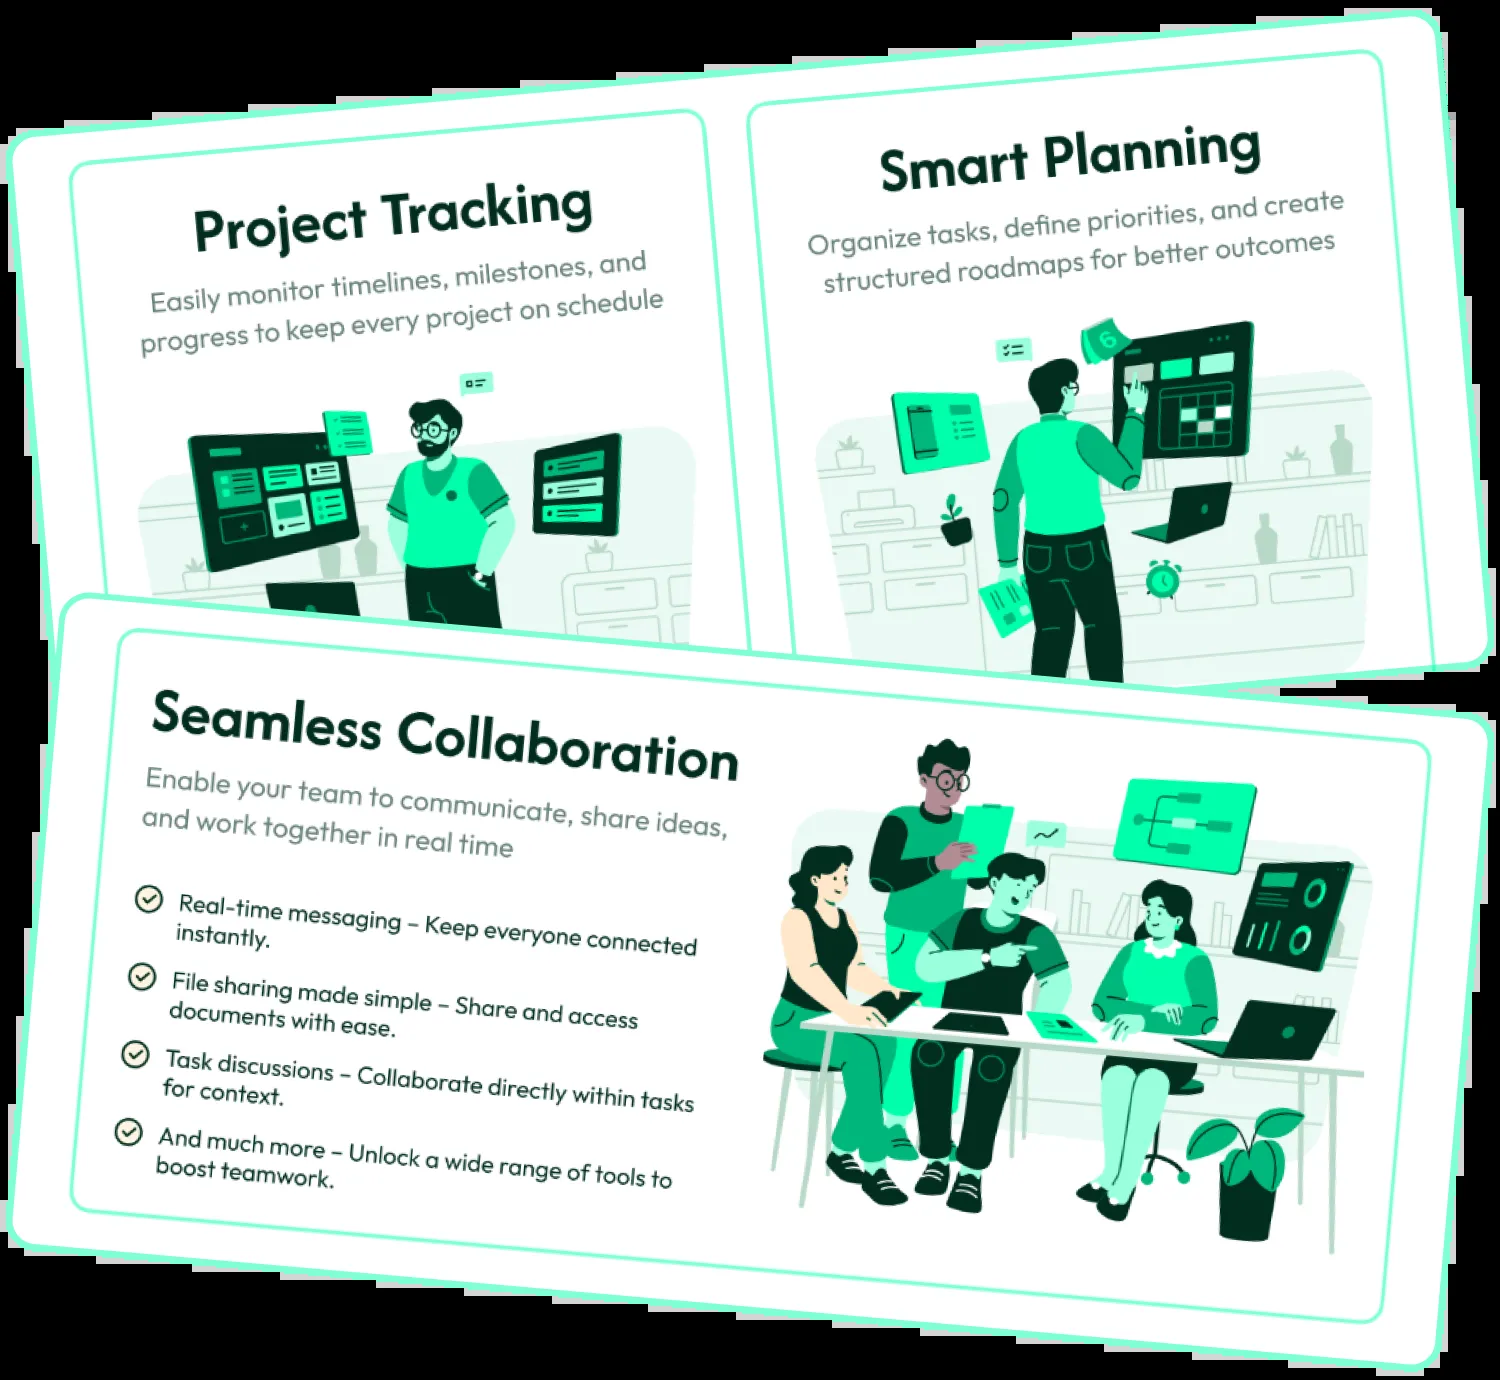 Project Tracking
Easily monitor timelines, milestones, and
progress to keep every project on schedule
Smart Planning
Organize tasks, define priorities, and create
structured roadmaps for better outcomes
6
Seamless Collaboration
Enable your team to communicate, share ideas,
and work together in real time
Real-time messaging – Keep everyone connected
instantly.
File sharing made simple – Share and access
documents with ease.
Task discussions – Collaborate directly within tasks
for context.
And much more – Unlock a wide range of tools to
boost teamwork.